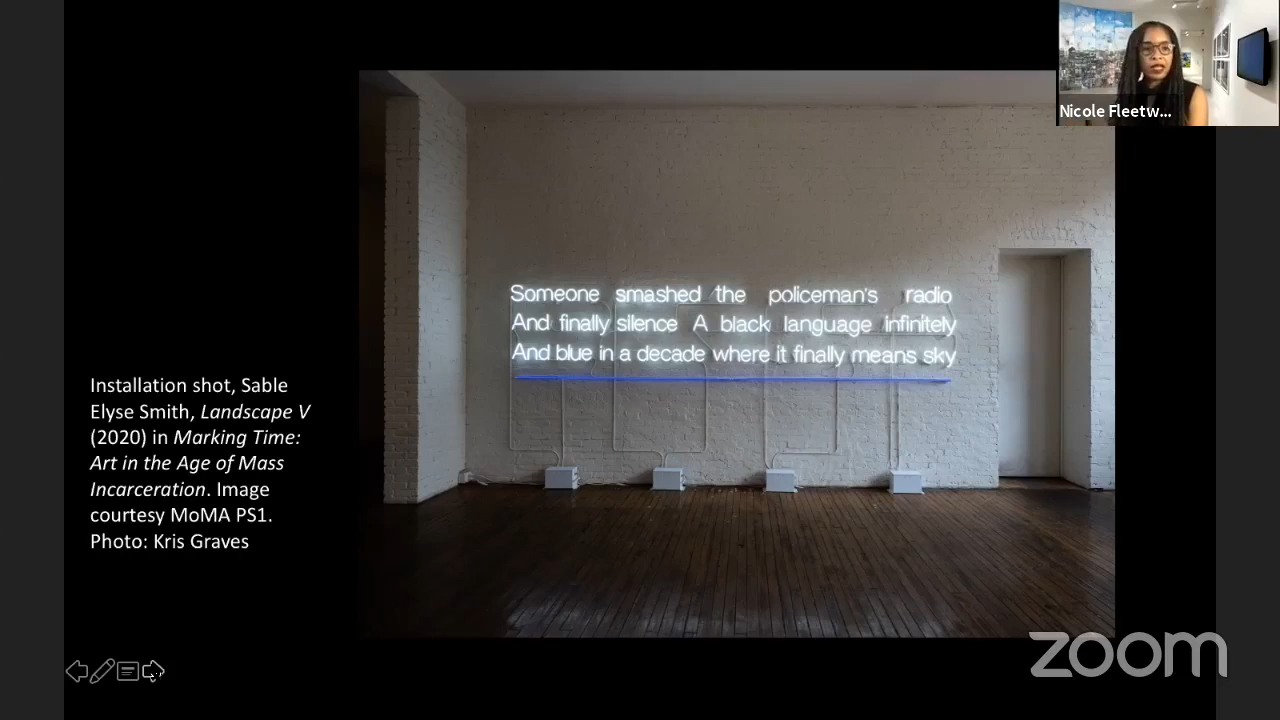 Nicole Fleetw...
Someone smashed the policeman's radio
And finally silence A black language infinitely
And blue in a decade where it finally means sky
Installation shot, Sable
Elyse Smith, Landscape V
(2020) in Marking Time:
Art in the Age of Mass
Incarceration. Image
courtesy MoMA PS1.
Photo: Kris Graves
zoom